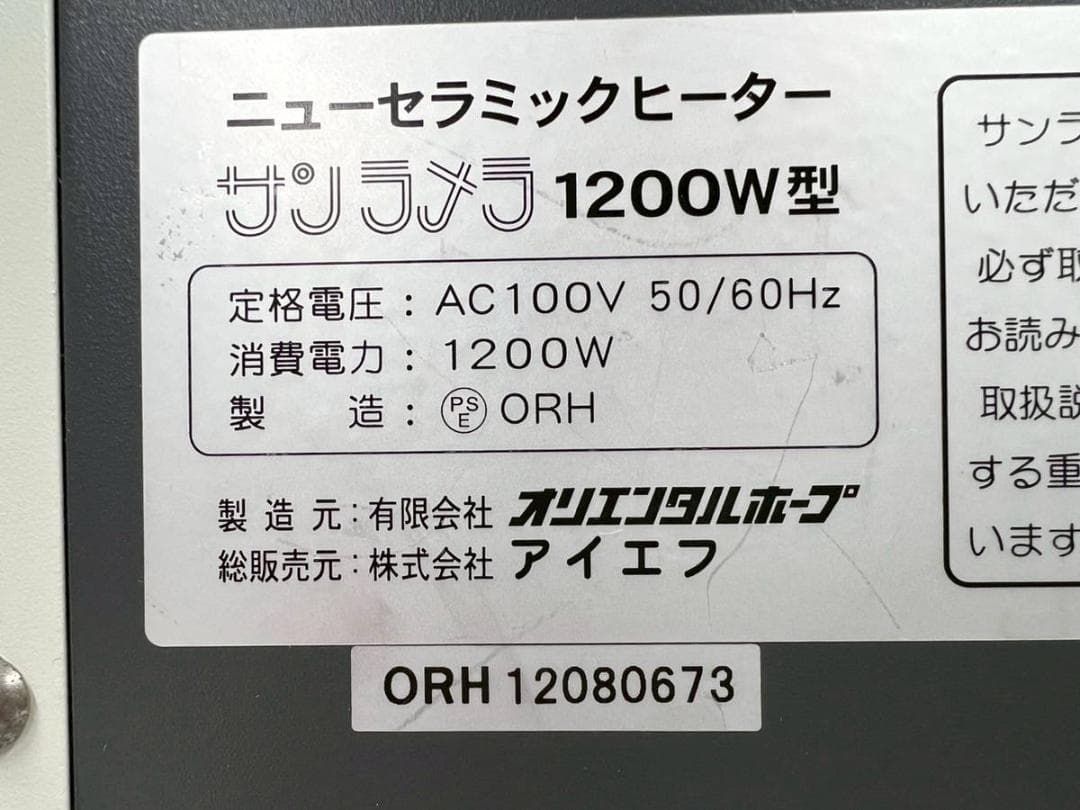 ニューセラミックヒーター
サンラメラ 1200W型
定格電圧：AC100V 50/60Hz
消費電力：1200W
製 造：PSE ORH
製造元：有限会社 オリエンタルホープ
総販売元：株式会社 アイエフ
ORH 12080673
サンラ
いただ
必ず取
お読み
取扱説
する重
います